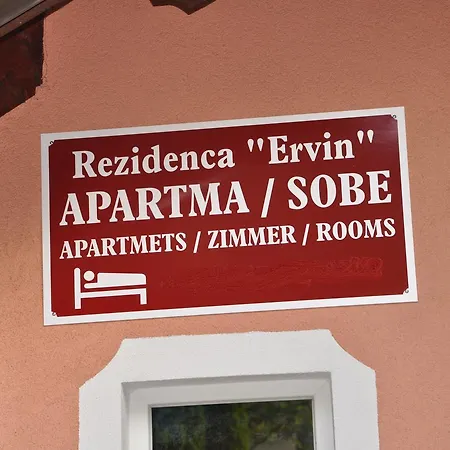 Rezidenca "Ervin"
APARTMA / SOBE
APARTMETS / ZIMMER / ROOMS